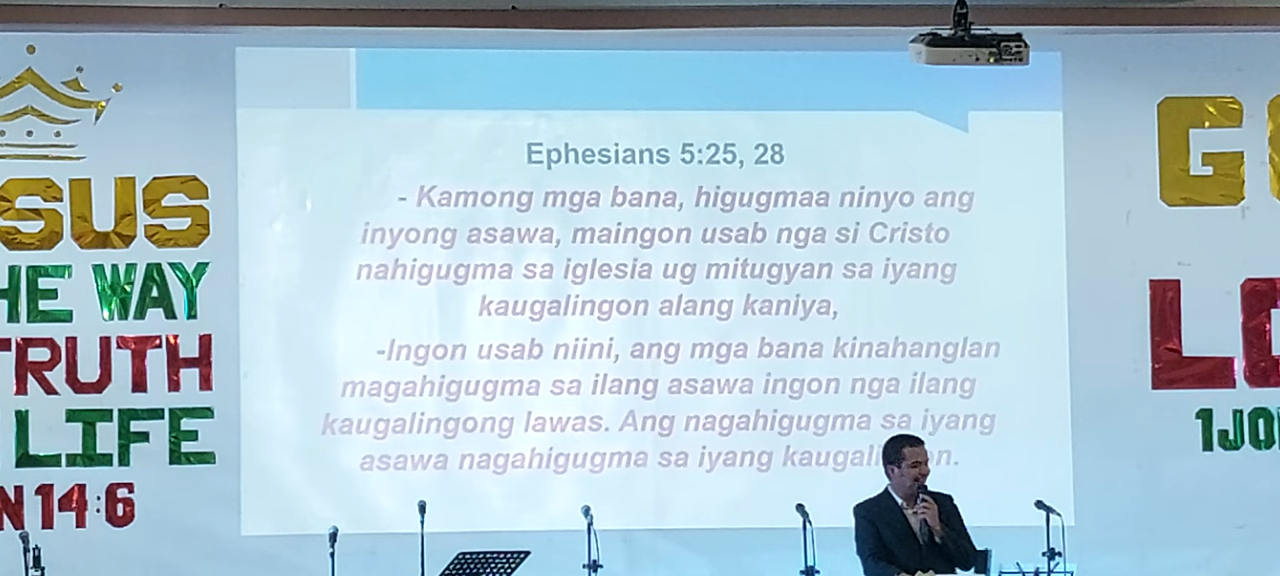 SUS
HE WAY
TRUTH
LIFE
N 14:6
Ephesians 5:25, 28
- Kamong mga bana, higugmaa ninyo ang
inyong asawa, maingon usab nga si Cristo
nahigugma sa iglesia ug mitugyan sa iyang
kaugalingon alang kaniya,
-Ingon usab niini, ang mga bana kinahanglan
magahigugma sa ilang asawa ingon nga ilang
kaugalingong lawas. Ang nagahigugma sa iyang
asawa nagahigugma sa iyang
G
L
1JO